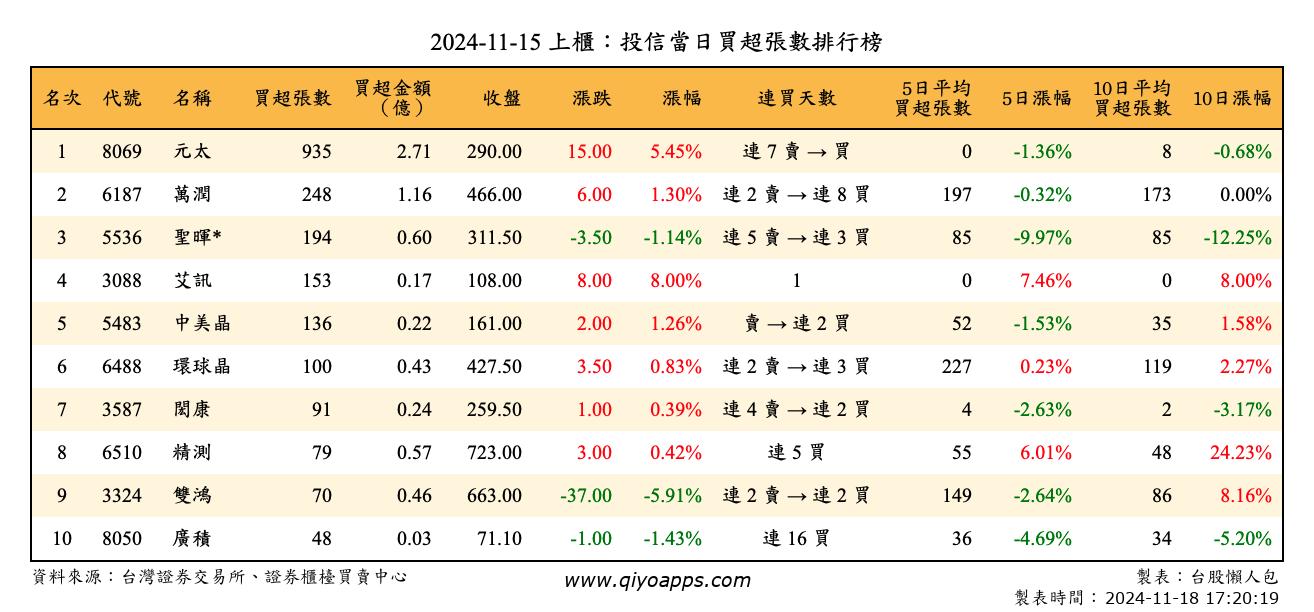 2024-11-15 上櫃：投信當日買超張數排行榜
名次 代號 名稱 買超張數 買超金額（億） 收盤 漲跌 漲幅 連買天數 5日平均買超張數 5日漲幅 10日平均買超張數 10日漲幅
1 8069 元太 935 2.71 290.00 15.00 5.45% 連 7 賣 → 買 0 -1.36% 8 -0.68%
2 6187 萬潤 248 1.16 466.00 6.00 1.30% 連 2 賣 → 連 8 買 197 -0.32% 173 0.00%
3 5536 聖暉* 194 0.60 311.50 -3.50 -1.14% 連 5 賣 → 連 3 買 85 -9.97% 85 -12.25%
4 3088 艾訊 153 0.17 108.00 8.00 8.00% 1 0 7.46% 0 8.00%
5 5483 中美晶 136 0.22 161.00 2.00 1.26% 賣 → 連 2 買 52 -1.53% 35 1.58%
6 6488 環球晶 100 0.43 427.50 3.50 0.83% 連 2 賣 → 連 3 買 227 0.23% 119 2.27%
7 3587 閎康 91 0.24 259.50 1.00 0.39% 連 4 賣 → 連 2 買 4 -2.63% 2 -3.17%
8 6510 精測 79 0.57 723.00 3.00 0.42% 連 5 買 55 6.01% 48 24.23%
9 3324 雙鴻 70 0.46 663.00 -37.00 -5.91% 連 2 賣 → 連 2 買 149 -2.64% 86 8.16%
10 8050 廣積 48 0.03 71.10 -1.00 -1.43% 連 16 買 36 -4.69% 34 -5.20%
資料來源：台灣證券交易所、證券櫃檯買賣中心
www.qiyoapps.com
製表：台股懶人包
製表時間：2024-11-18 17:20:19